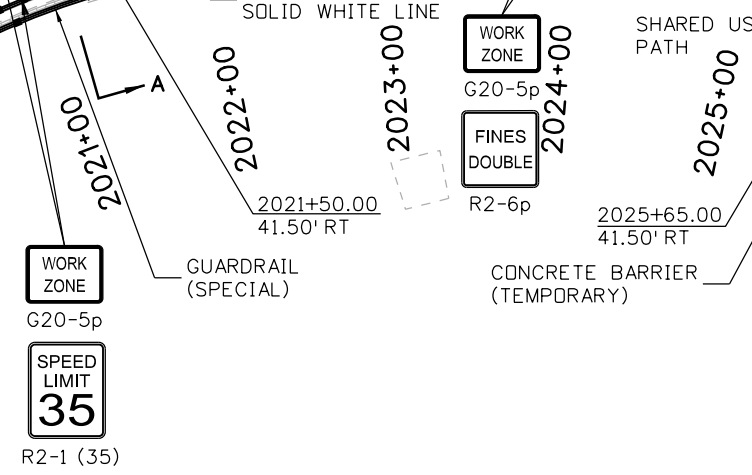 SOLID WHITE LINE
WORK
ZONE
G20-5p
FINES
DOUBLE
R2-6p
SHARED US
PATH
A
2021+00
2022+00
2023+00
2024+00
2025+00
2021+50.00
41.50' RT
2025+65.00
41.50' RT
GUARDRAIL
(SPECIAL)
CONCRETE BARRIER
(TEMPORARY)
WORK
ZONE
G20-5p
SPEED
LIMIT
35
R2-1 (35)